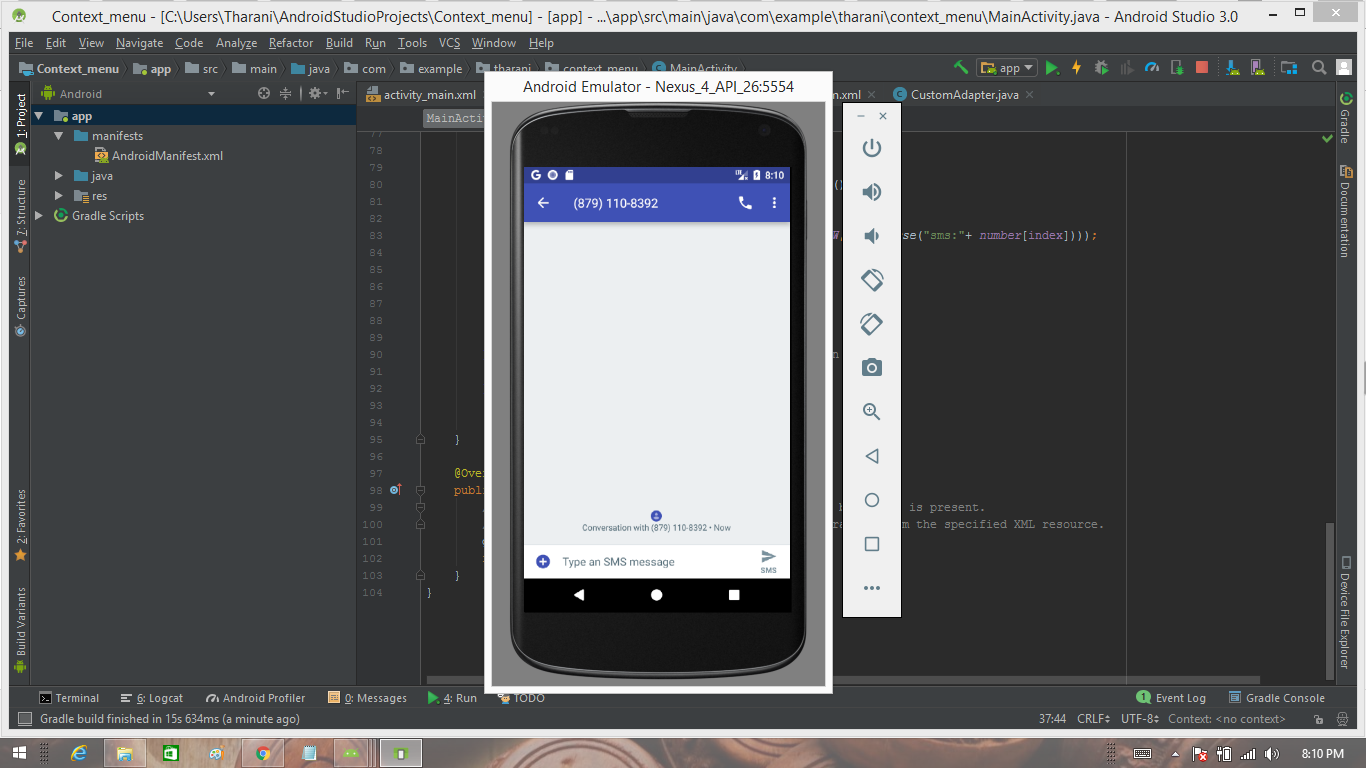 Context_menu - [C:\Users\Tharani\AndroidStudioProjects\Context_menu] - [app] - ...\app\src\main\java\com\example\tharani\context_menu\MainActivity.java - Android Studio 3.0
File Edit View Navigate Code Analyze Refactor Build Run Tools VCS Window Help
Context_menu app src main java com example tharani context_menu MainActivity app
Android Emulator - Nexus_4_API_26:5554
Android activity_main.xml .xml CustomAdapter.java
1: Project
7: Structure
Captures
2: Favorites
Build Variants
app
manifests
AndroidManifest.xml
java
res
Gradle Scripts
MainActi
77
78
79
80 ()
81
82
83 se("sms:"+ number[index])));
84
85
86
87
88
89
90 n
91
92
93
94
95 }
96
97 @Over
98 publi
99 is present.
100 the specified XML resource.
101
102
103 }
104 }
8:10
(879) 110-8392
Conversation with (879) 110-8392 • Now
Type an SMS message
SMS
Gradle
Documentation
Device File Explorer
Terminal 6: Logcat Android Profiler 0: Messages 4: Run TODO 1 Event Log Gradle Console
Gradle build finished in 15s 634ms (a minute ago) 37:44 CRLF UTF-8 Context: <no context>
8:10 PM